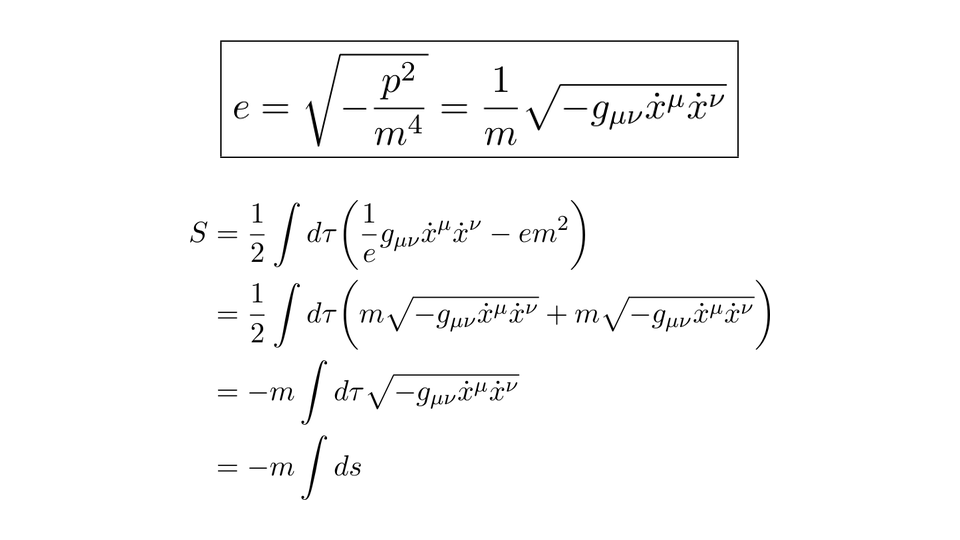 e = \sqrt{-\frac{p^2}{m^4}} = \frac{1}{m}\sqrt{-g_{\mu\nu}\dot{x}^\mu\dot{x}^\nu}
S = \frac{1}{2}\int d\tau\left(\frac{1}{e}g_{\mu\nu}\dot{x}^\mu\dot{x}^\nu - em^2\right)
= \frac{1}{2}\int d\tau\left(m\sqrt{-g_{\mu\nu}\dot{x}^\mu\dot{x}^\nu} + m\sqrt{-g_{\mu\nu}\dot{x}^\mu\dot{x}^\nu}\right)
= -m\int d\tau\sqrt{-g_{\mu\nu}\dot{x}^\mu\dot{x}^\nu}
= -m\int ds